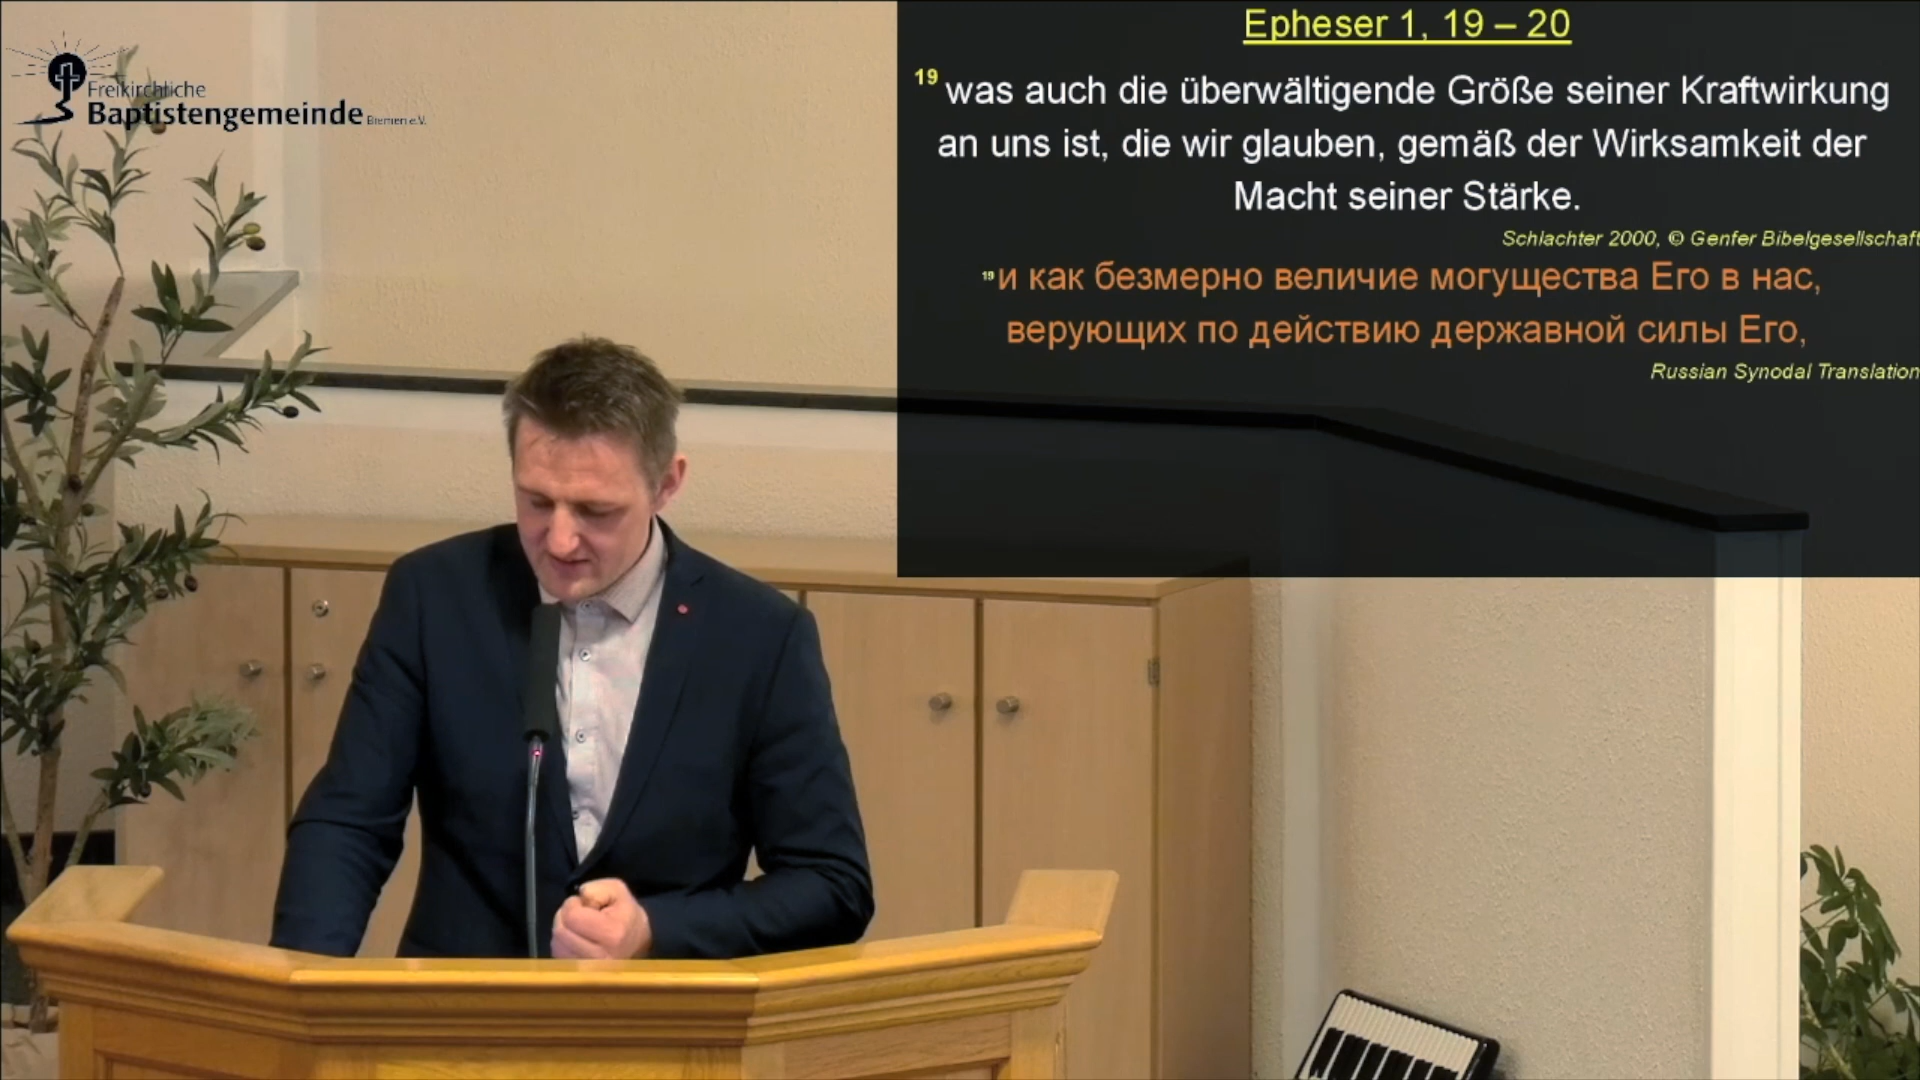 Freikirchliche
Baptistengemeinde Bremen e.V.
Epheser 1, 19 – 20
19 was auch die überwältigende Größe seiner Kraftwirkung
an uns ist, die wir glauben, gemäß der Wirksamkeit der
Macht seiner Stärke.
Schlachter 2000, © Genfer Bibelgesellschaft
19 и как безмерно величие могущества Его в нас,
верующих по действию державной силы Его,
Russian Synodal Translation